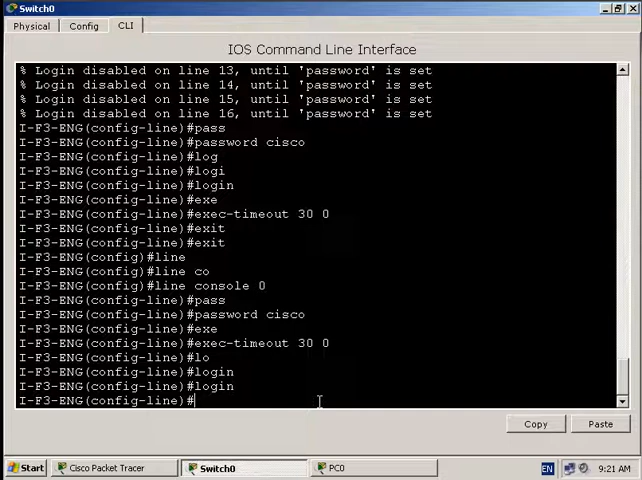 Switch0
Physical Config CLI
IOS Command Line Interface
% Login disabled on line 13, until 'password' is set
% Login disabled on line 14, until 'password' is set
% Login disabled on line 15, until 'password' is set
% Login disabled on line 16, until 'password' is set
I-F3-ENG(config-line)#pass
I-F3-ENG(config-line)#password cisco
I-F3-ENG(config-line)#log
I-F3-ENG(config-line)#logi
I-F3-ENG(config-line)#login
I-F3-ENG(config-line)#exe
I-F3-ENG(config-line)#exec-timeout 30 0
I-F3-ENG(config-line)#exit
I-F3-ENG(config-line)#exit
I-F3-ENG(config)#line
I-F3-ENG(config)#line co
I-F3-ENG(config)#line console 0
I-F3-ENG(config-line)#pass
I-F3-ENG(config-line)#password cisco
I-F3-ENG(config-line)#exe
I-F3-ENG(config-line)#exec-timeout 30 0
I-F3-ENG(config-line)#lo
I-F3-ENG(config-line)#login
I-F3-ENG(config-line)#login
I-F3-ENG(config-line)#
Copy Paste
Start Cisco Packet Tracer Switch0 PC0 EN 9:21 AM